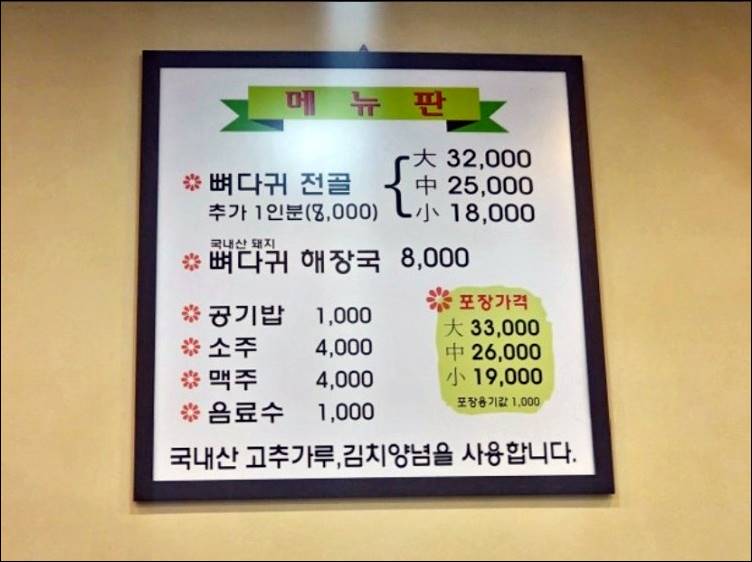 메뉴판
뼈다귀 전골 大 32,000
中 25,000
小 18,000
추가 1인분(8,000)
국내산 돼지
뼈다귀 해장국 8,000
공기밥 1,000
소주 4,000
맥주 4,000
음료수 1,000
포장가격
大 33,000
中 26,000
小 19,000
포장용기값 1,000
국내산 고추가루,김치양념을 사용합니다.